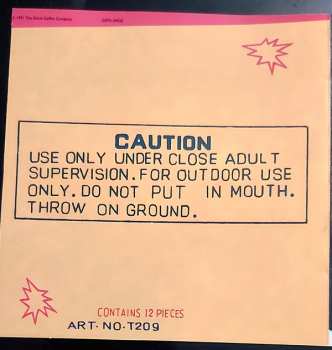 CAUTION
USE ONLY UNDER CLOSE ADULT
SUPERVISION. FOR OUTDOOR USE
ONLY. DO NOT PUT IN MOUTH.
THROW ON GROUND.
CONTAINS 12 PIECES
ART. NO. T209